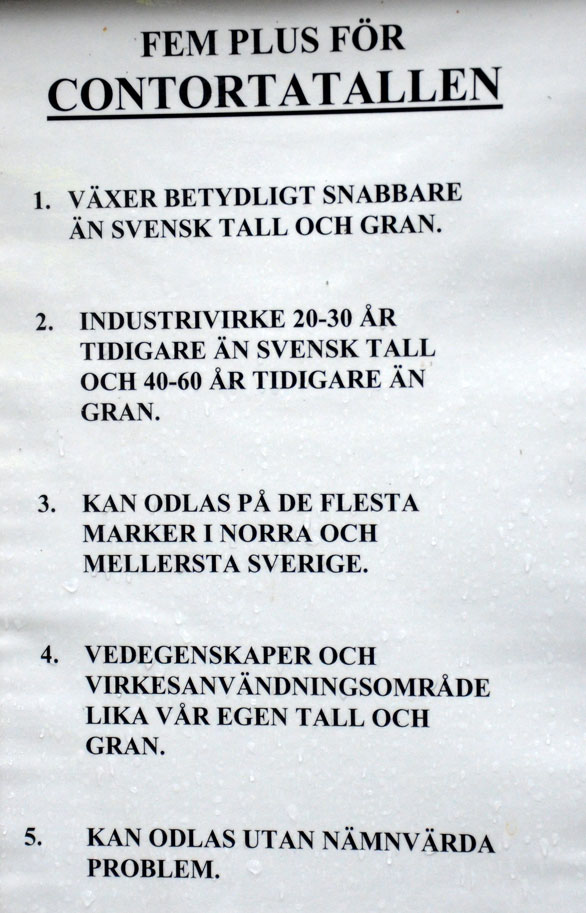 FEM PLUS FÖR
CONTORTATALLEN
1. VÄXER BETYDLIGT SNABBARE
ÄN SVENSK TALL OCH GRAN.
2. INDUSTRIVIRKE 20-30 ÅR
TIDIGARE ÄN SVENSK TALL
OCH 40-60 ÅR TIDIGARE ÄN
GRAN.
3. KAN ODLAS PÅ DE FLESTA
MARKER I NORRA OCH
MELLERSTA SVERIGE.
4. VEDEGENSKAPER OCH
VIRKESANVÄNDNINGSOMRÅDE
LIKA VÅR EGEN TALL OCH
GRAN.
5. KAN ODLAS UTAN NÄMNVÄRDA
PROBLEM.